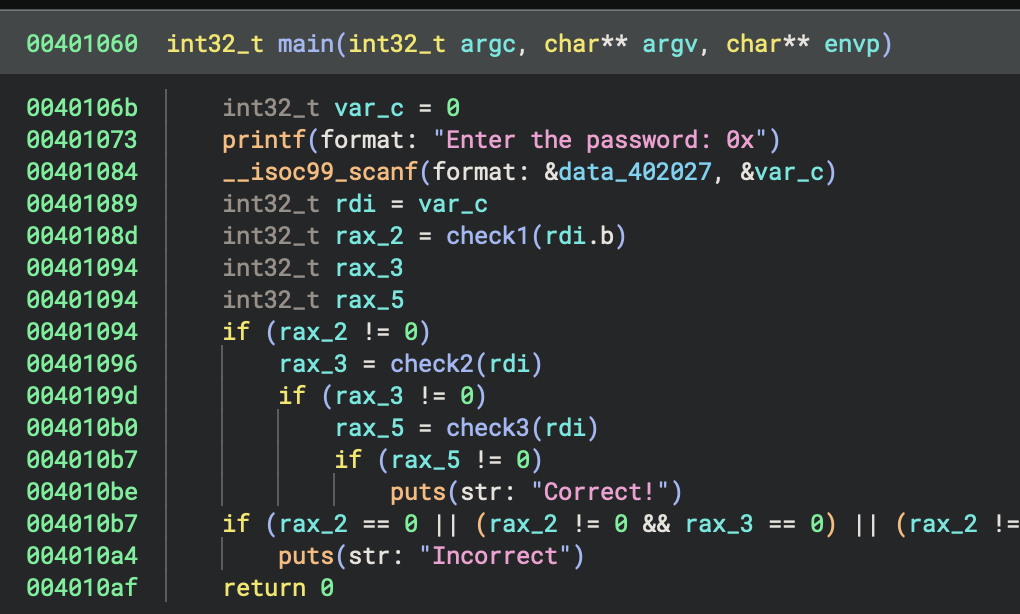 00401060 int32_t main(int32_t argc, char** argv, char** envp)
0040106b int32_t var_c = 0
00401073 printf(format: "Enter the password: 0x")
00401084 __isoc99_scanf(format: &data_402027, &var_c)
00401089 int32_t rdi = var_c
0040108d int32_t rax_2 = check1(rdi.b)
00401094 int32_t rax_3
00401094 int32_t rax_5
00401094 if (rax_2 != 0)
00401096 rax_3 = check2(rdi)
0040109d if (rax_3 != 0)
004010b0 rax_5 = check3(rdi)
004010b7 if (rax_5 != 0)
004010be puts(str: "Correct!")
004010b7 if (rax_2 == 0 || (rax_2 != 0 && rax_3 == 0) || (rax_2 !=
004010a4 puts(str: "Incorrect")
004010af return 0